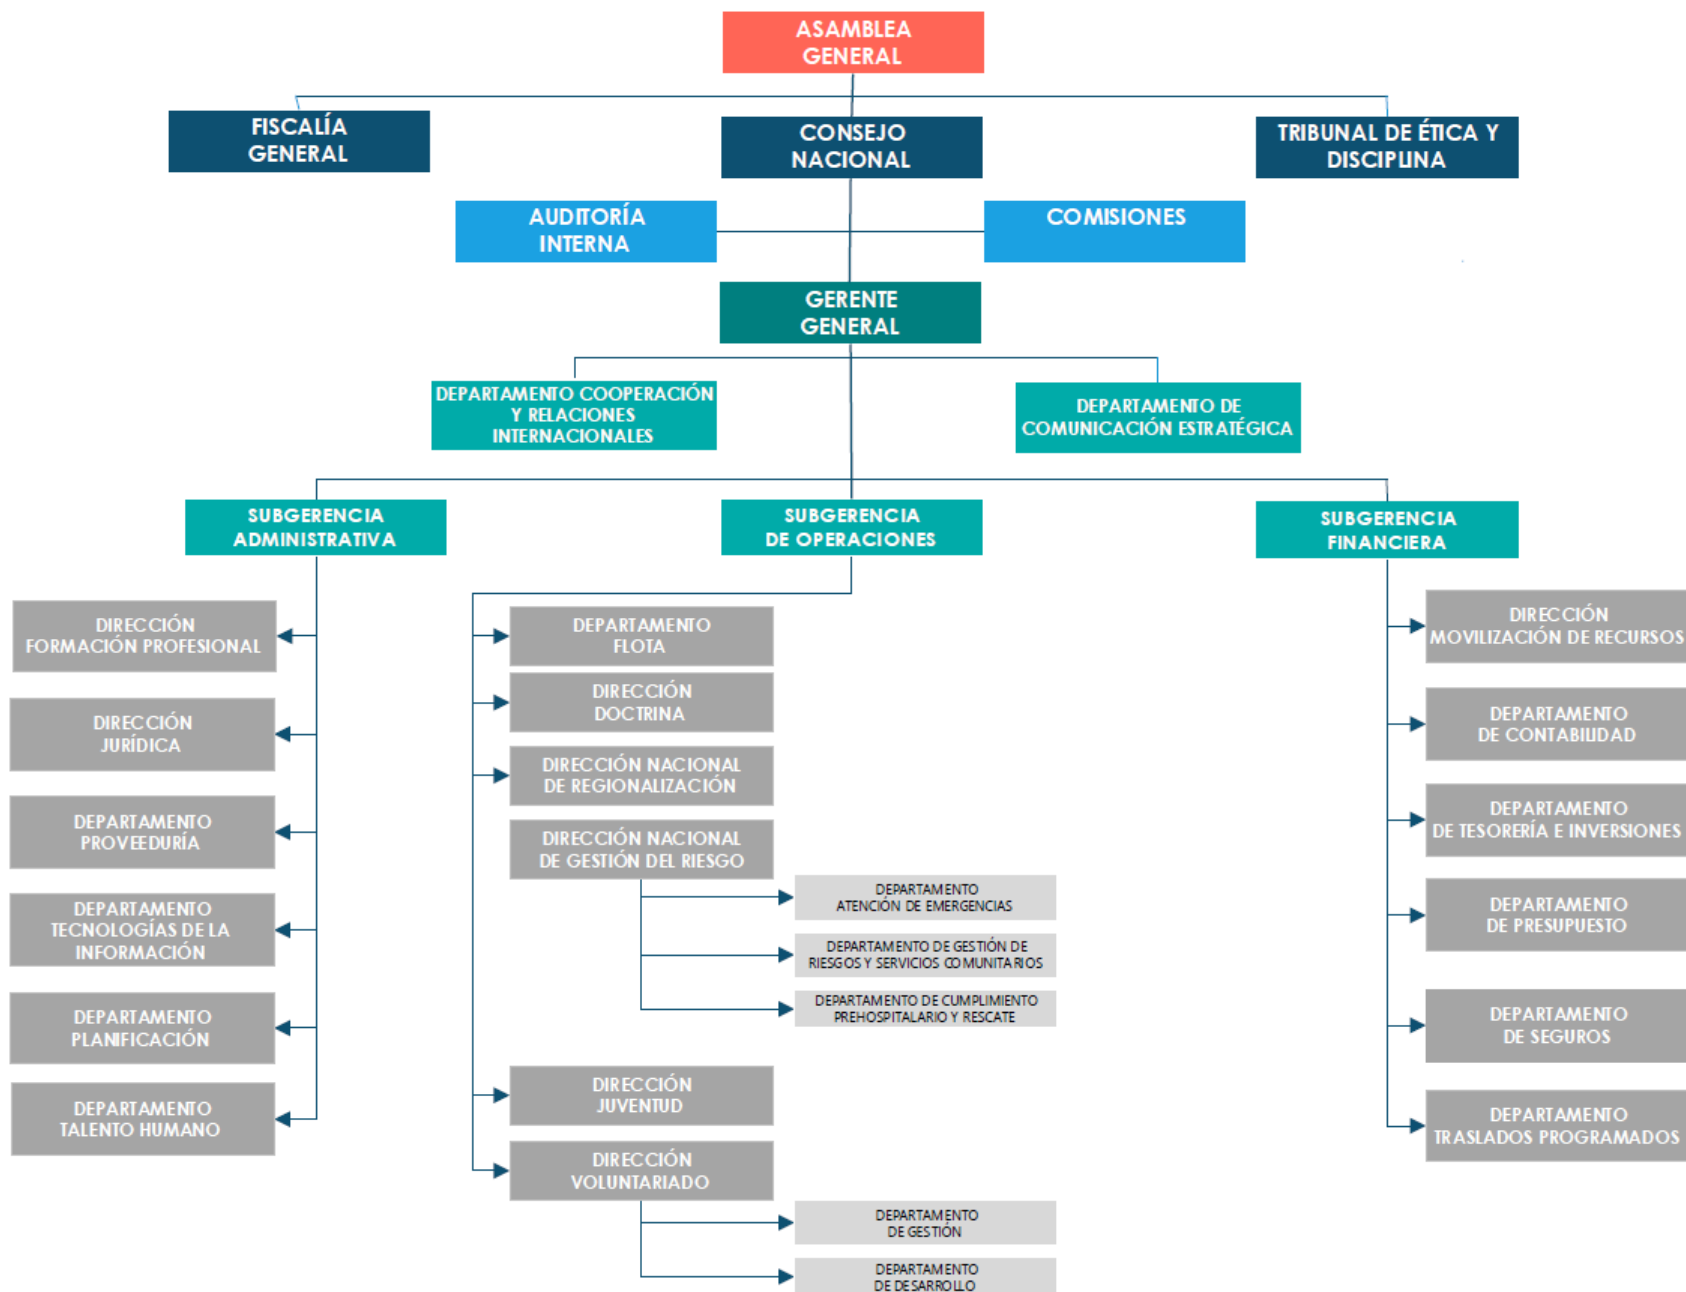 ASAMBLEA
GENERAL
FISCALÍA
GENERAL
CONSEJO
NACIONAL
TRIBUNAL DE ÉTICA Y
DISCIPLINA
AUDITORÍA
INTERNA
COMISIONES
GERENTE
GENERAL
DEPARTAMENTO COOPERACIÓN
Y RELACIONES
INTERNACIONALES
DEPARTAMENTO DE
COMUNICACIÓN ESTRATÉGICA
SUBGERENCIA
ADMINISTRATIVA
SUBGERENCIA
DE OPERACIONES
SUBGERENCIA
FINANCIERA
DIRECCIÓN
FORMACIÓN PROFESIONAL
DIRECCIÓN
JURÍDICA
DEPARTAMENTO
PROVEEDURÍA
DEPARTAMENTO
TECNOLOGÍAS DE LA
INFORMACIÓN
DEPARTAMENTO
PLANIFICACIÓN
DEPARTAMENTO
TALENTO HUMANO
DEPARTAMENTO
FLOTA
DIRECCIÓN
DOCTRINA
DIRECCIÓN NACIONAL
DE REGIONALIZACIÓN
DIRECCIÓN NACIONAL
DE GESTIÓN DEL RIESGO
DEPARTAMENTO
ATENCIÓN DE EMERGENCIAS
DEPARTAMENTO DE GESTIÓN DE
RIESGOS Y SERVICIOS COMUNITARIOS
DEPARTAMENTO DE CUMPLIMIENTO
PREHOSPITALARIO Y RESCATE
DIRECCIÓN
JUVENTUD
DIRECCIÓN
VOLUNTARIADO
DEPARTAMENTO
DE GESTIÓN
DEPARTAMENTO
DE DESARROLLO
DIRECCIÓN
MOVILIZACIÓN DE RECURSOS
DEPARTAMENTO
DE CONTABILIDAD
DEPARTAMENTO
DE TESORERÍA E INVERSIONES
DEPARTAMENTO
DE PRESUPUESTO
DEPARTAMENTO
DE SEGUROS
DEPARTAMENTO
TRASLADOS PROGRAMADOS